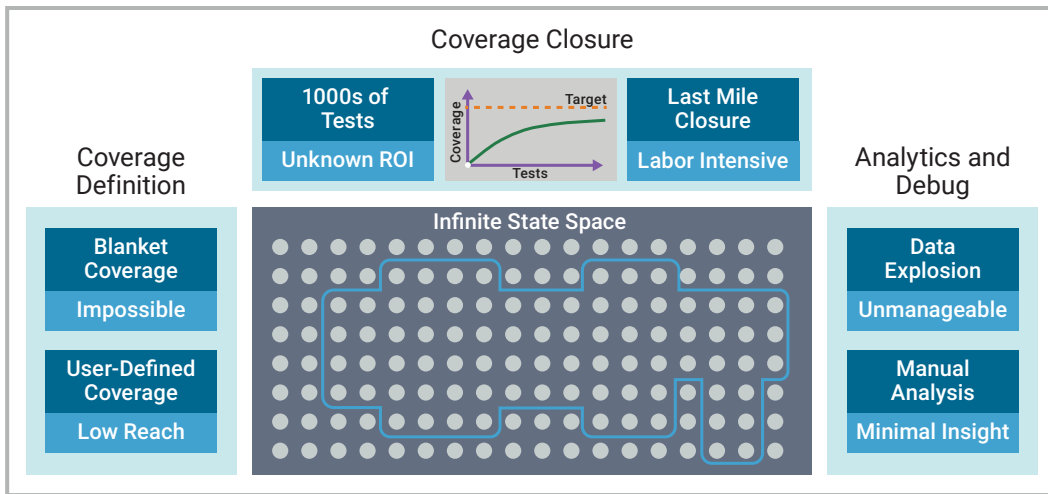 Coverage Closure
1000s of
Tests
Unknown ROI
Target
Coverage
Tests
Last Mile
Closure
Labor Intensive
Coverage
Definition
Blanket
Coverage
Impossible
User-Defined
Coverage
Low Reach
Infinite State Space
Analytics and
Debug
Data
Explosion
Unmanageable
Manual
Analysis
Minimal Insight